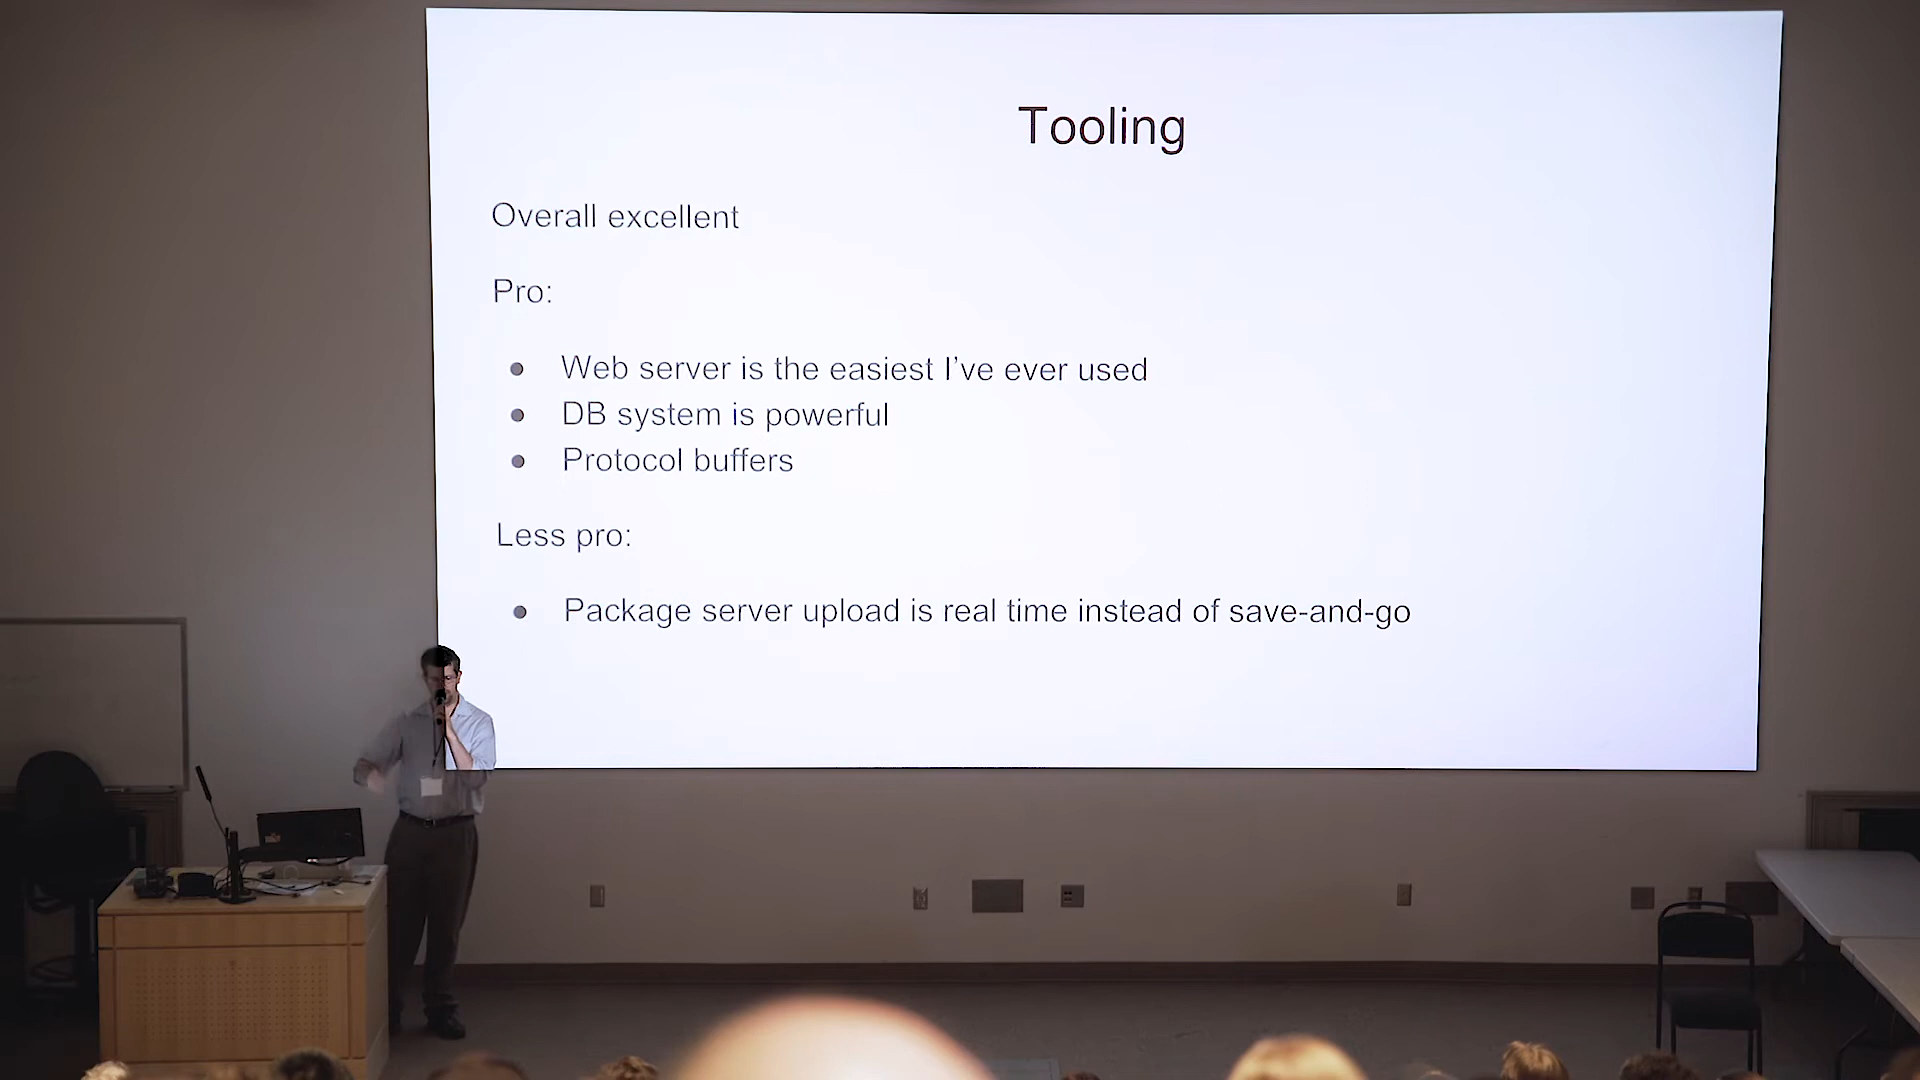 Tooling
Overall excellent
Pro:
● Web server is the easiest I've ever used
● DB system is powerful
● Protocol buffers
Less pro:
● Package server upload is real time instead of save-and-go